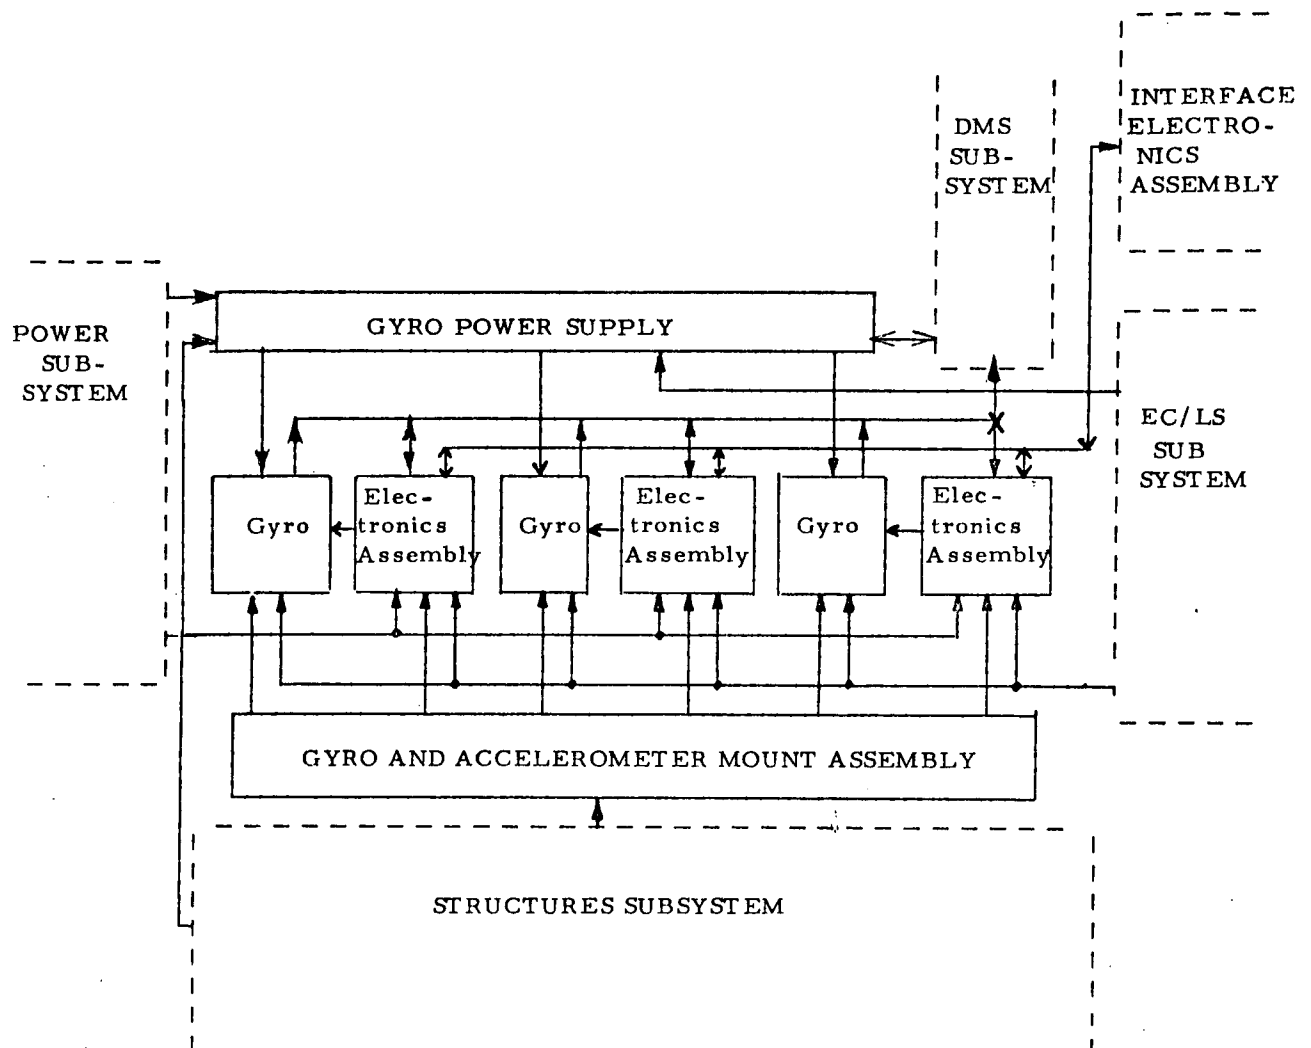 INTERFACE
ELECTRO-
NICS
ASSEMBLY
DMS
SUB-
SYSTEM
POWER
SUB-
SYSTEM
GYRO POWER SUPPLY
EC/LS
SUB
SYSTEM
Gyro
Elec-
tronics
Assembly
Gyro
Elec-
tronics
Assembly
Gyro
Elec-
tronics
Assembly
GYRO AND ACCELEROMETER MOUNT ASSEMBLY
STRUCTURES SUBSYSTEM